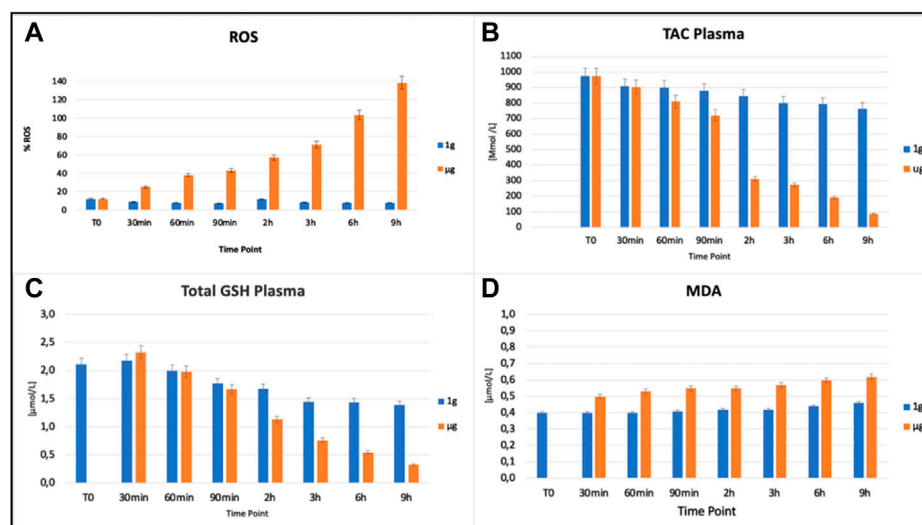 A
ROS
140
120
100
80
60
40
20
0
% ROS
T0 30min 60min 90min 2h 3h 6h 9h
Time Point
1g
μg
B
TAC Plasma
1000
1000
900
800
700
600
500
400
300
200
100
0
[Mmol /L]
T0 30min 60min 90min 2h 3h 6h 9h
Time Point
1g
ug
C
Total GSH Plasma
3,0
2,5
2,0
1,5
1,0
0,5
0,0
[μmol/L]
T0 30min 60min 90min 2h 3h 6h 9h
Time Point
1g
μg
D
MDA
1,0
0,9
0,8
0,7
0,6
0,5
0,4
0,3
0,2
0,1
0,0
[μmol/L]
T0 30min 60min 90min 2h 3h 6h 9h
Time Point
1g
μg